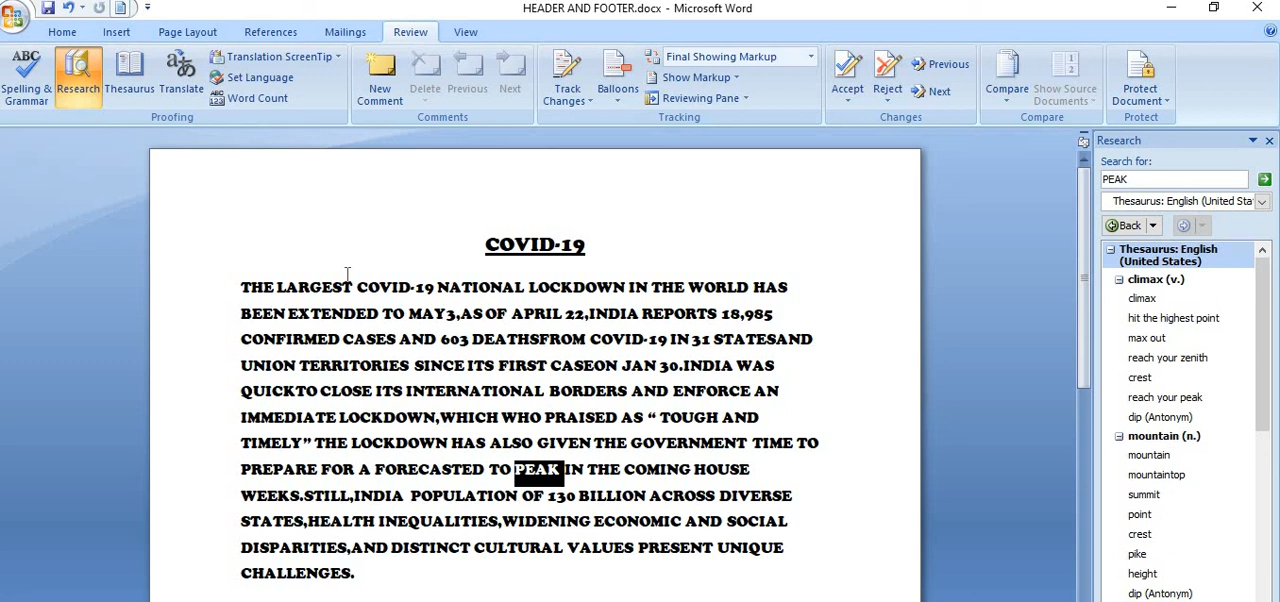 HEADER AND FOOTER.docx - Microsoft Word
Home Insert Page Layout References Mailings Review View
ABC
Spelling & Grammar
Research
Thesaurus
Translate
Translation ScreenTip
Set Language
Word Count
Proofing
New Comment
Delete
Previous
Next
Comments
Track Changes
Balloons
Final Showing Markup
Show Markup
Reviewing Pane
Tracking
Accept
Reject
Previous
Next
Changes
Compare
Show Source Documents
Compare
Protect Document
Protect
COVID-19
THE LARGEST COVID-19 NATIONAL LOCKDOWN IN THE WORLD HAS
BEEN EXTENDED TO MAY3,AS OF APRIL 22,INDIA REPORTS 18,985
CONFIRMED CASES AND 603 DEATHSFROM COVID-19 IN 31 STATESAND
UNION TERRITORIES SINCE ITS FIRST CASEON JAN 30.INDIA WAS
QUICKTO CLOSE ITS INTERNATIONAL BORDERS AND ENFORCE AN
IMMEDIATE LOCKDOWN,WHICH WHO PRAISED AS “ TOUGH AND
TIMELY” THE LOCKDOWN HAS ALSO GIVEN THE GOVERNMENT TIME TO
PREPARE FOR A FORECASTED TO PEAK IN THE COMING HOUSE
WEEKS.STILL,INDIA POPULATION OF 130 BILLION ACROSS DIVERSE
STATES,HEALTH INEQUALITIES,WIDENING ECONOMIC AND SOCIAL
DISPARITIES,AND DISTINCT CULTURAL VALUES PRESENT UNIQUE
CHALLENGES.
Research
Search for:
PEAK
Thesaurus: English (United Stat
Back
Thesaurus: English
(United States)
climax (v.)
climax
hit the highest point
max out
reach your zenith
crest
reach your peak
dip (Antonym)
mountain (n.)
mountain
mountaintop
summit
point
crest
pike
height
dip (Antonym)